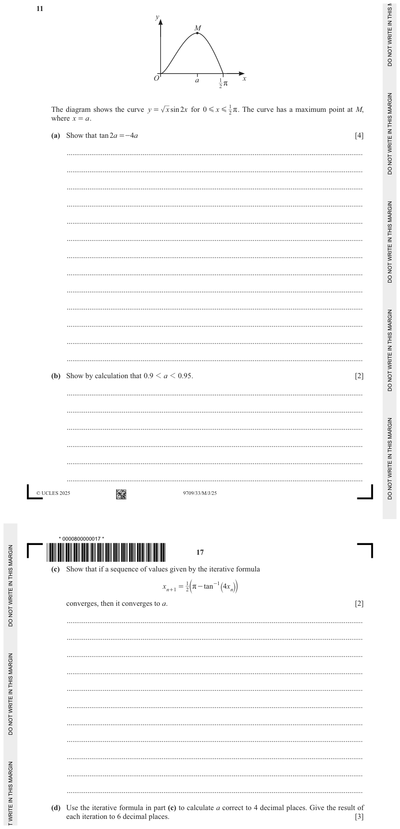 11
y
M
O
a
½π
x
The diagram shows the curve y = √x sin 2x for 0 ⩽ x ⩽ ½π. The curve has a maximum point at M,
where x = a.
(a) Show that tan 2a = −4a [4]
(b) Show by calculation that 0.9 < a < 0.95. [2]
© UCLES 2025 9709/33/M/J/25
DO NOT WRITE IN THIS MARGIN
DO NOT WRITE IN THIS MARGIN
DO NOT WRITE IN THIS MARGIN
DO NOT WRITE IN THIS MARGIN
DO NOT WRITE IN THIS MARGIN
* 0000800000017 *
17
(c) Show that if a sequence of values given by the iterative formula
xₙ₊₁ = ½(π − tan⁻¹(4xₙ))
converges, then it converges to a. [2]
(d) Use the iterative formula in part (c) to calculate a correct to 4 decimal places. Give the result of
each iteration to 6 decimal places. [3]
DO NOT WRITE IN THIS MARGIN
DO NOT WRITE IN THIS MARGIN
T WRITE IN THIS MARGIN